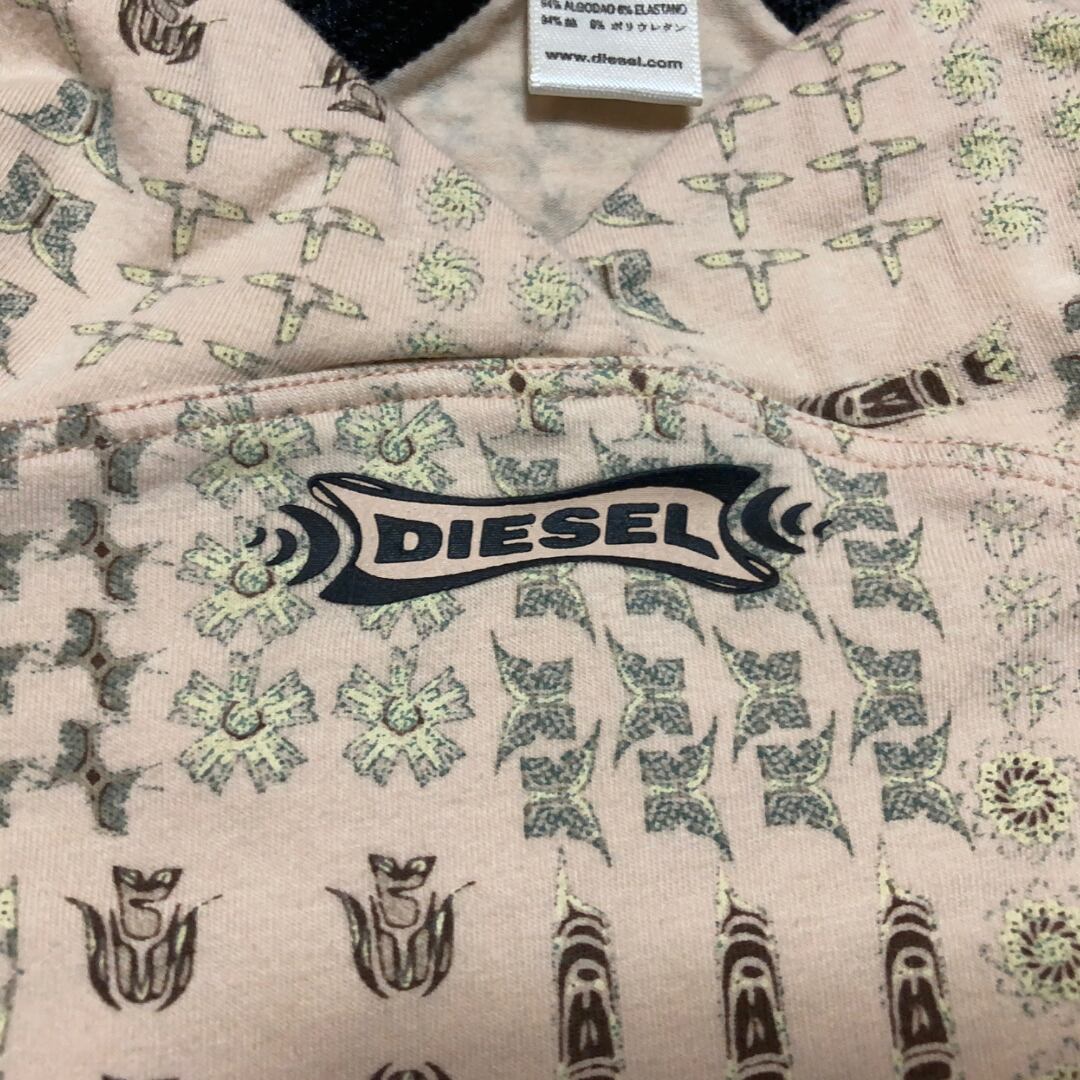 94% ALGODAO 6% ELASTANO
94% 綿 6% ポリウレタン
www.diesel.com
DIESEL